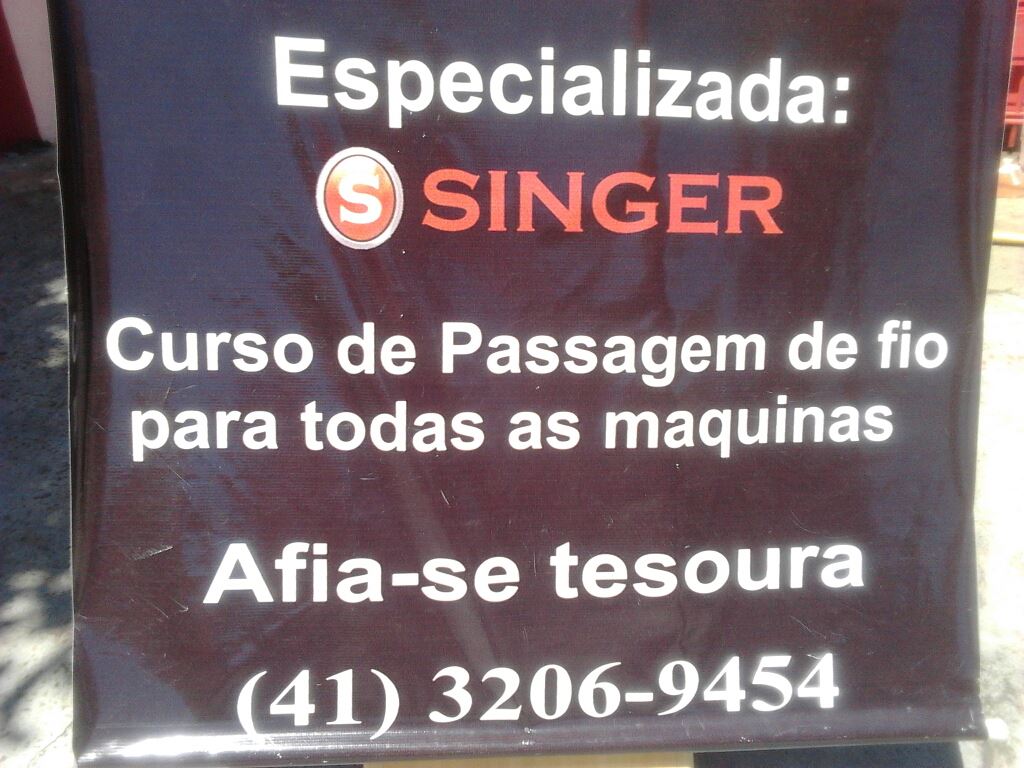 Especializada:
S SINGER
Curso de Passagem de fio
para todas as maquinas
Afia-se tesoura
(41) 3206-9454